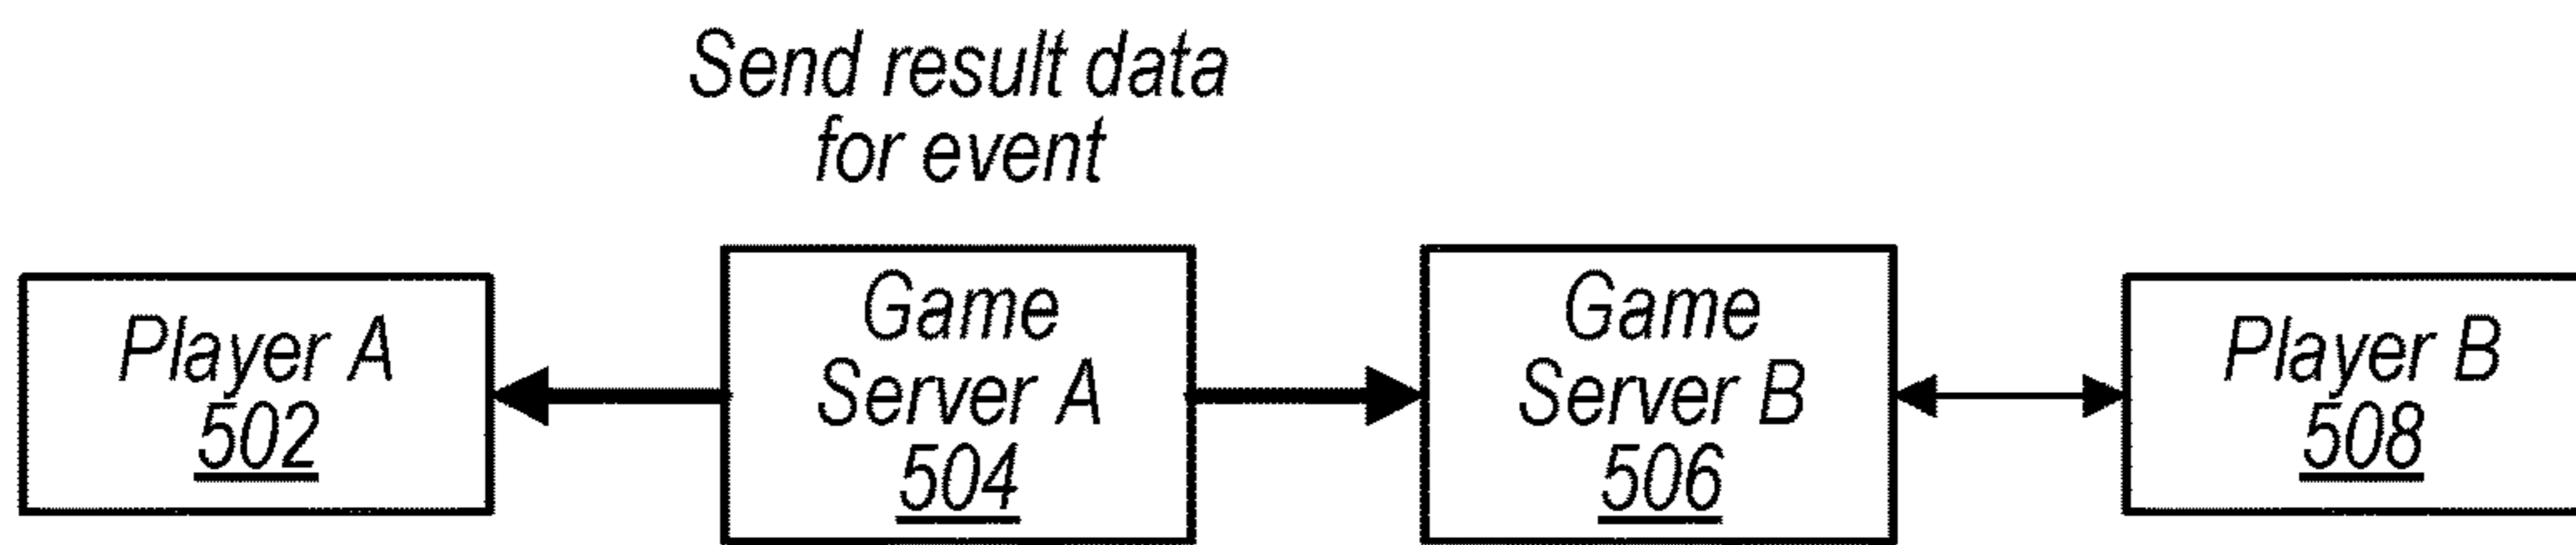 Send result data
for event
Player A
502
Game
Server A
504
Game
Server B
506
Player B
508